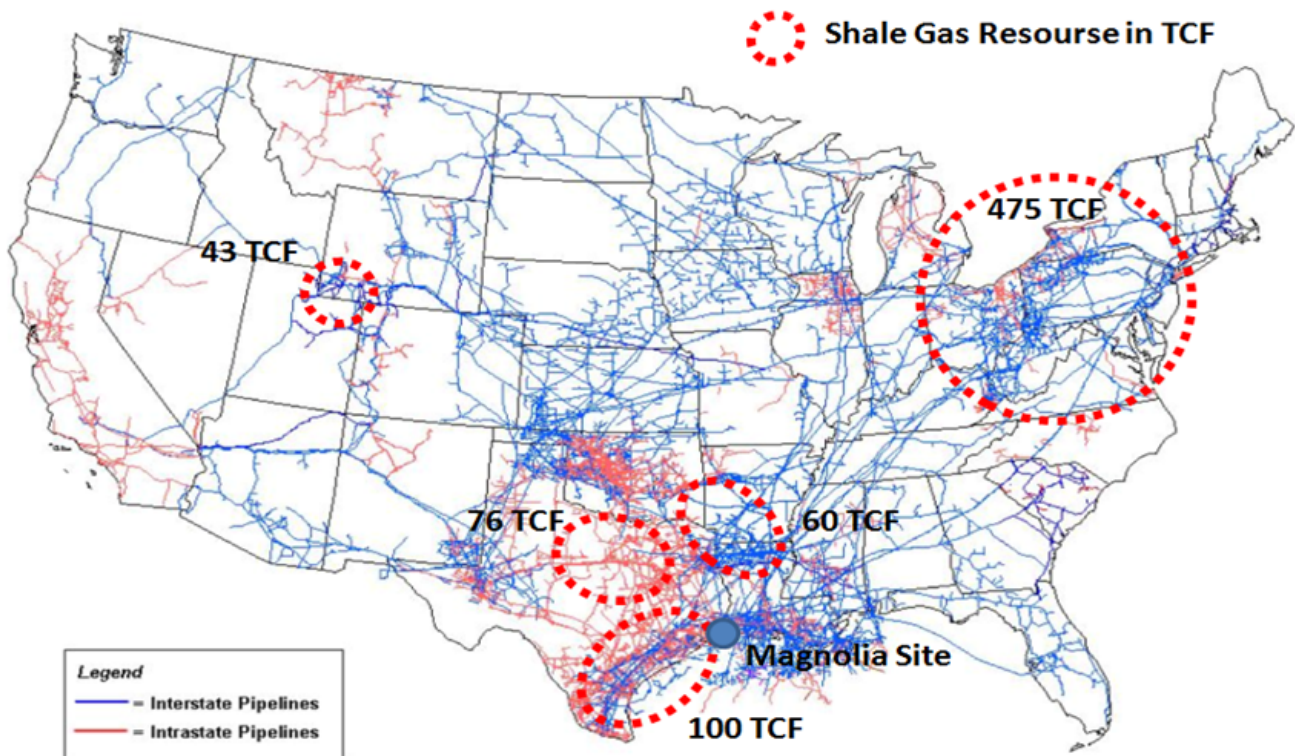 Shale Gas Resourse in TCF
475 TCF
43 TCF
76 TCF
60 TCF
Magnolia Site
100 TCF
Legend
= Interstate Pipelines
= Intrastate Pipelines